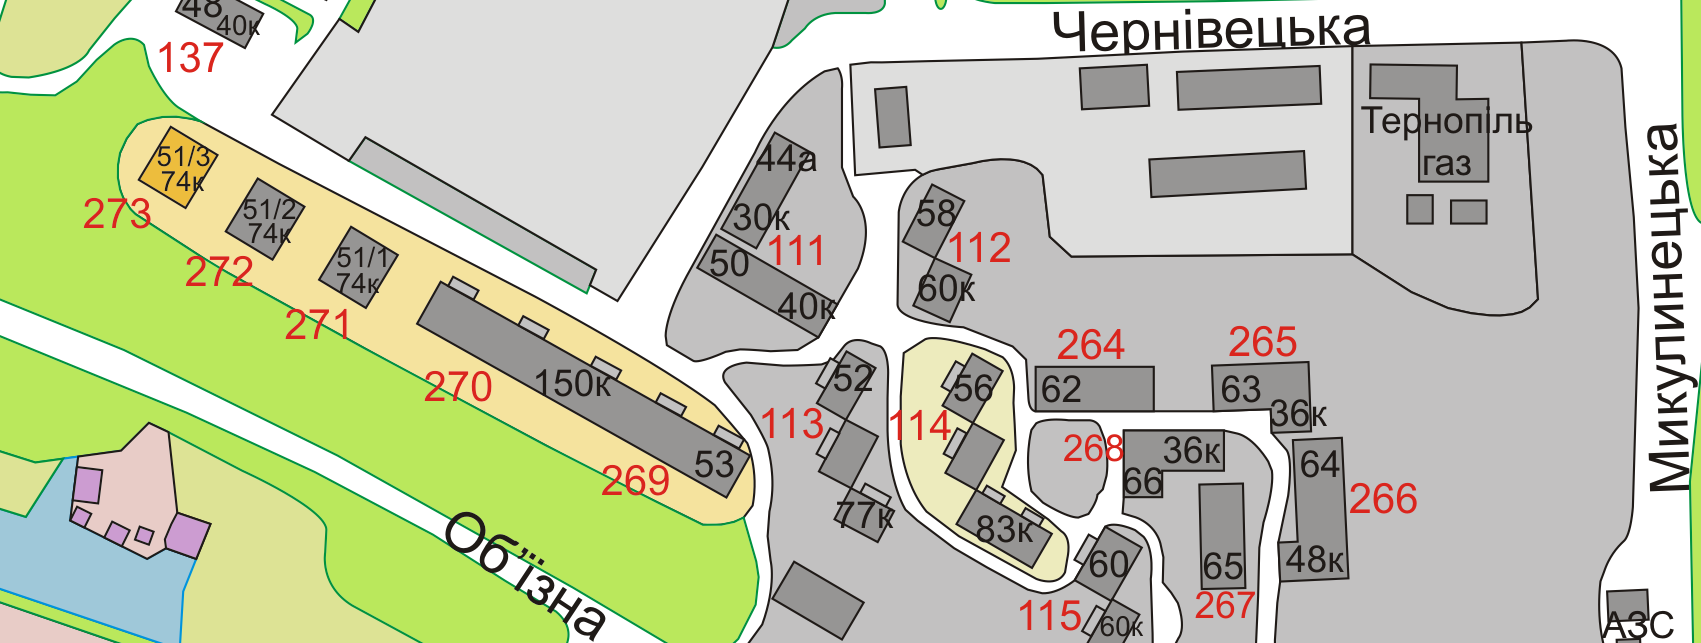 48
40к
137
Чернівецька
Тернопіль
газ
Микулинецька
51/3
74к
273
51/2
74к
272
51/1
74к
271
44а
30к
111
50
40к
58
112
60к
264
265
62
63
36к
150к
270
53
269
52
113
77к
56
114
83к
268
36к
66
64
266
48к
65
267
60
115
60к
Об’їзна
АЗС